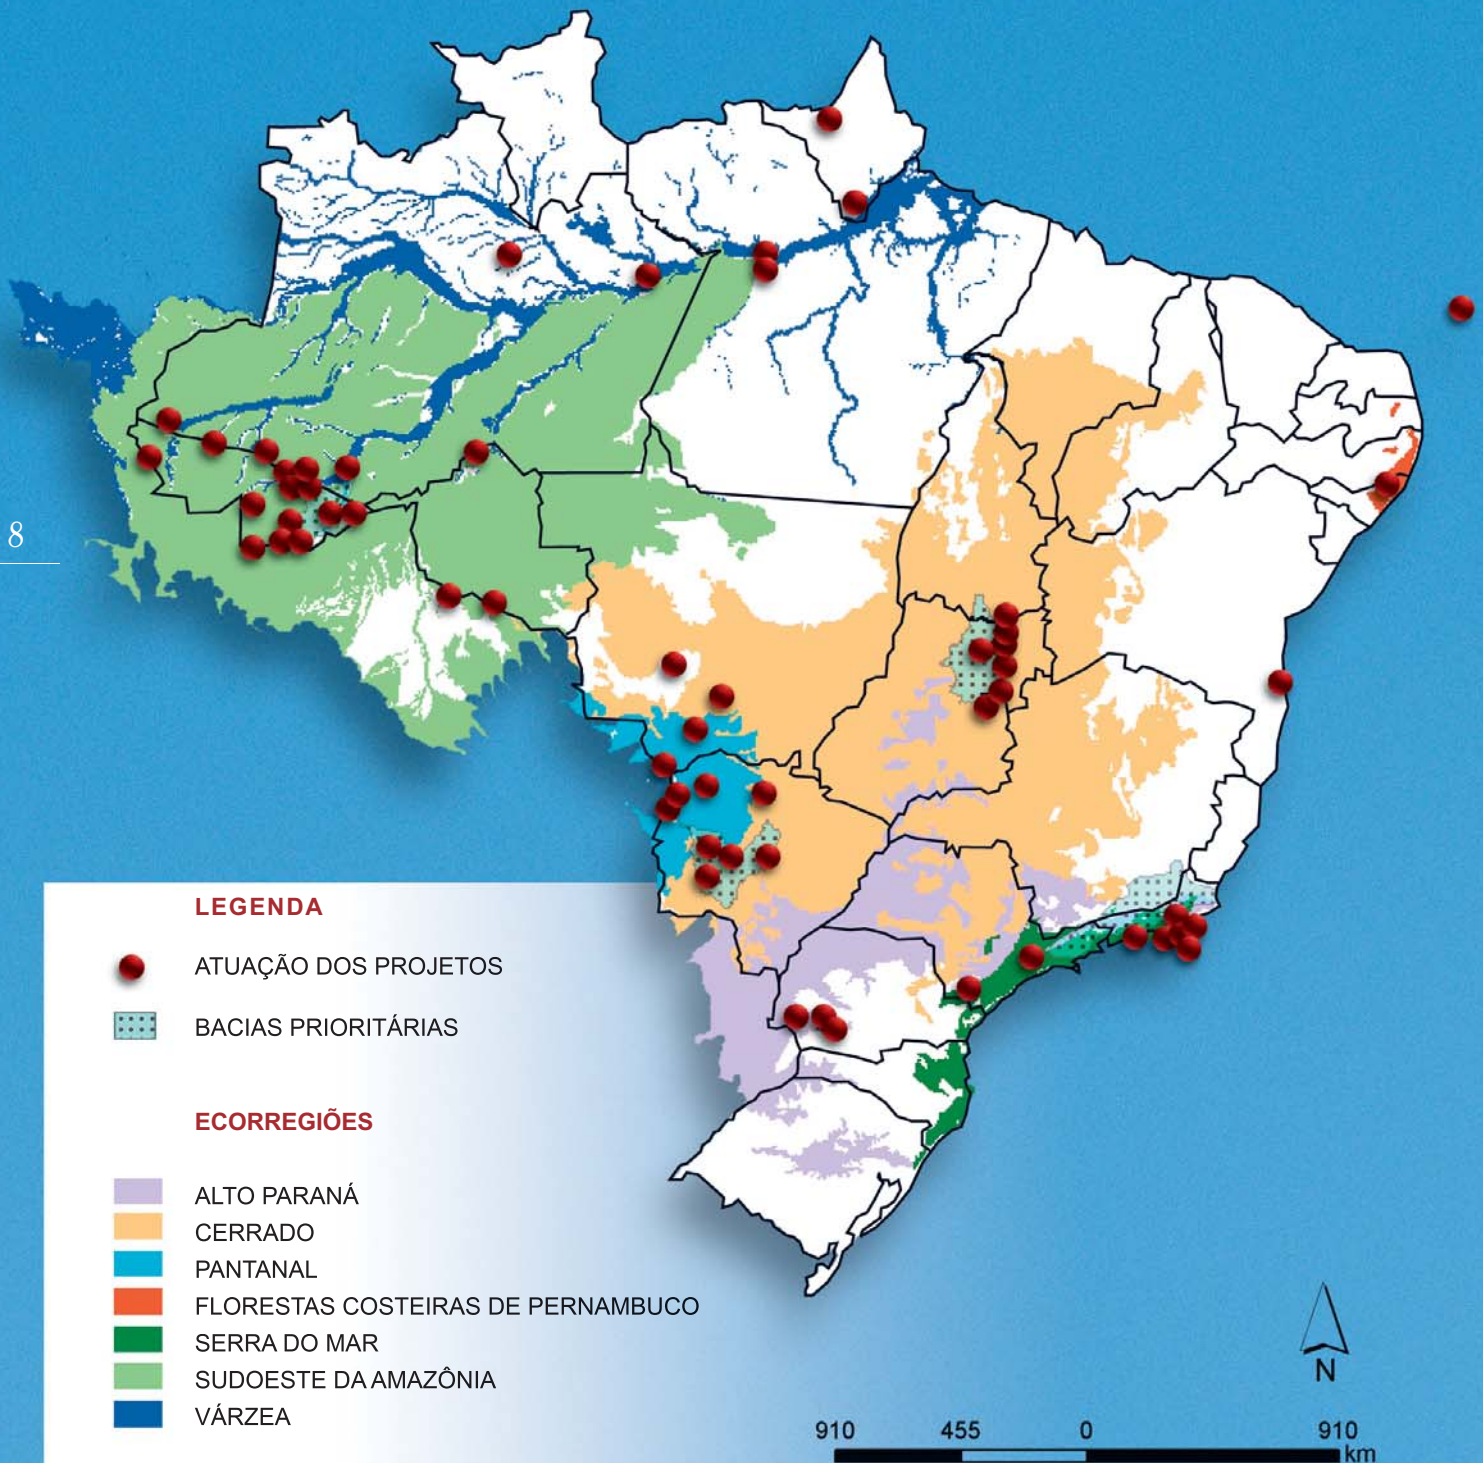 8
LEGENDA
ATUAÇÃO DOS PROJETOS
BACIAS PRIORITÁRIAS
ECORREGIÕES
ALTO PARANÁ
CERRADO
PANTANAL
FLORESTAS COSTEIRAS DE PERNAMBUCO
SERRA DO MAR
SUDOESTE DA AMAZÔNIA
VÁRZEA
N
910 455 0 910
km